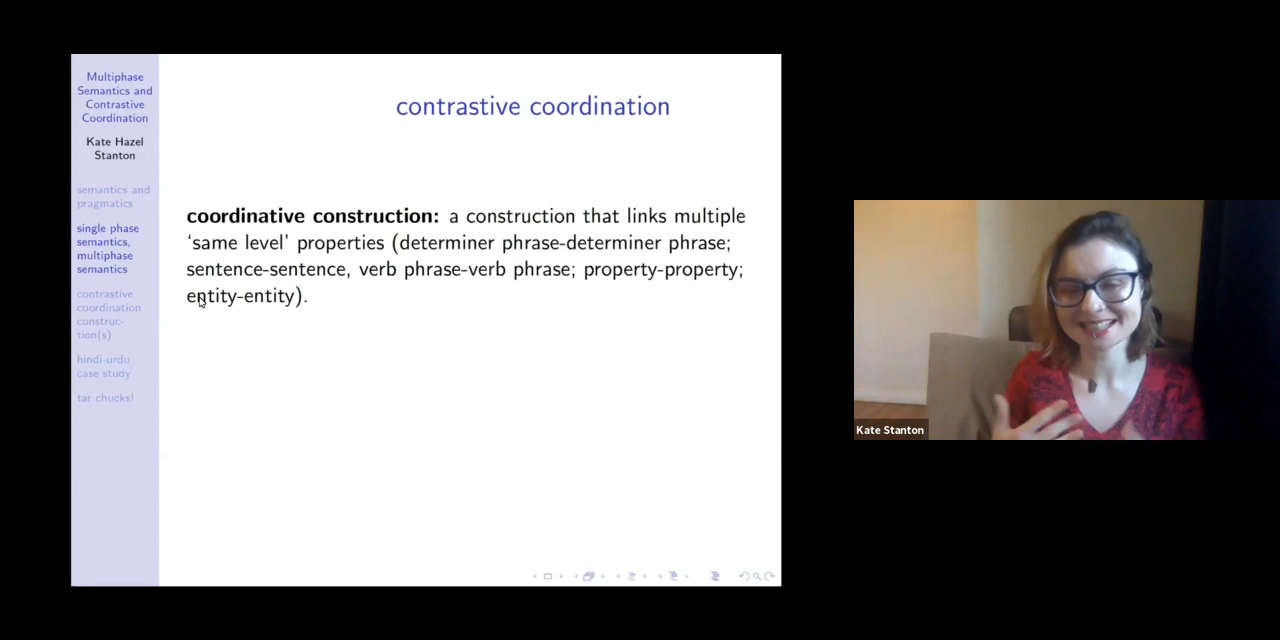 Multiphase
Semantics and
Contrastive
Coordination
Kate Hazel
Stanton
semantics and
pragmatics
single phase
semantics,
multiphase
semantics
contrastive
coordination
construc-
tion(s)
hindi-urdu
case study
tar chucks!
contrastive coordination
coordinative construction: a construction that links multiple
‘same level’ properties (determiner phrase-determiner phrase;
sentence-sentence, verb phrase-verb phrase; property-property;
entity-entity).
Kate Stanton